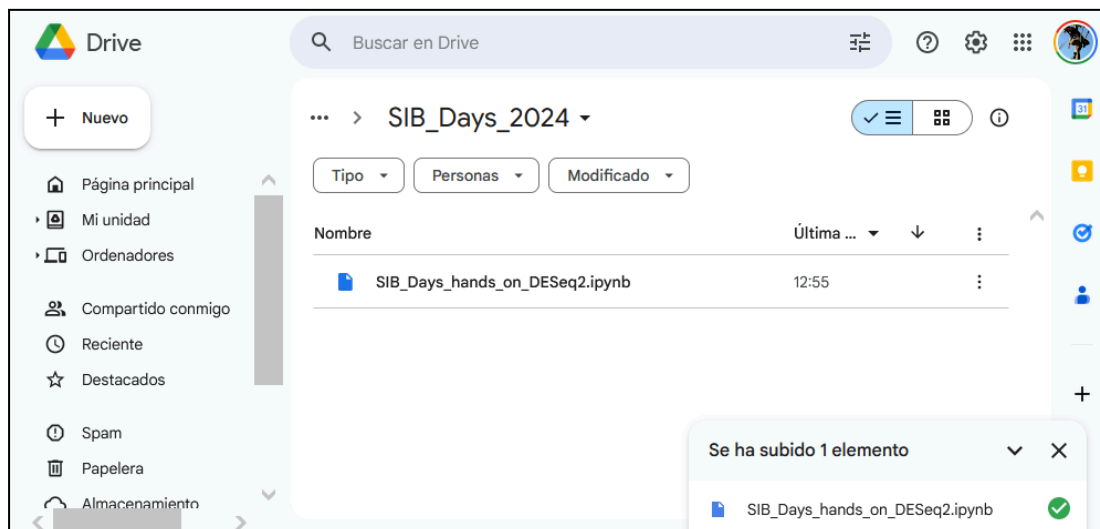 Drive
Buscar en Drive
Nuevo
SIB_Days_2024
Tipo
Personas
Modificado
Página principal
Mi unidad
Ordenadores
Compartido conmigo
Reciente
Destacados
Spam
Papelera
Almacenamiento
Nombre
Última ...
SIB_Days_hands_on_DESeq2.ipynb
12:55
31
Se ha subido 1 elemento
SIB_Days_hands_on_DESeq2.ipynb